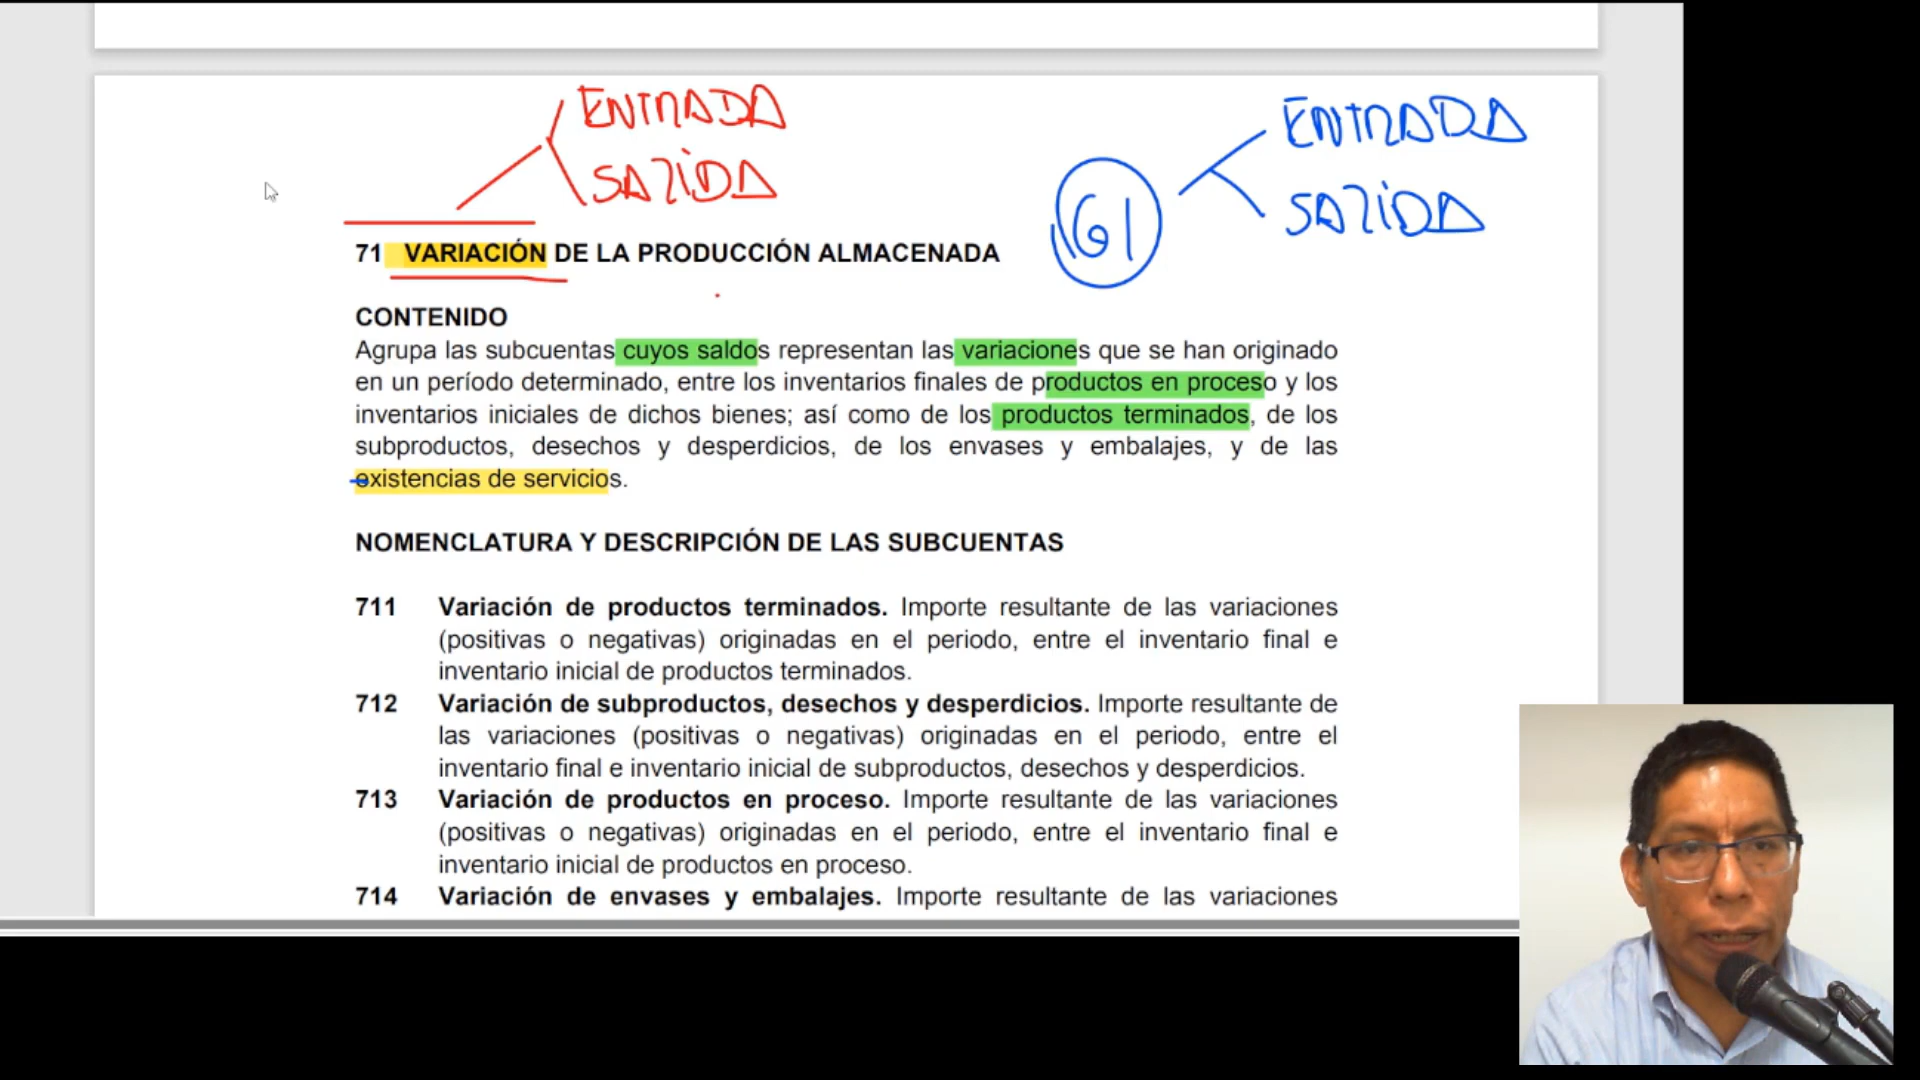 ENTRADA
SALIDA
61
ENTRADA
SALIDA
71 VARIACIÓN DE LA PRODUCCIÓN ALMACENADA
CONTENIDO
Agrupa las subcuentas cuyos saldos representan las variaciones que se han originado
en un período determinado, entre los inventarios finales de productos en proceso y los
inventarios iniciales de dichos bienes; así como de los productos terminados, de los
subproductos, desechos y desperdicios, de los envases y embalajes, y de las
existencias de servicios.
NOMENCLATURA Y DESCRIPCIÓN DE LAS SUBCUENTAS
711 Variación de productos terminados. Importe resultante de las variaciones
(positivas o negativas) originadas en el periodo, entre el inventario final e
inventario inicial de productos terminados.
712 Variación de subproductos, desechos y desperdicios. Importe resultante de
las variaciones (positivas o negativas) originadas en el periodo, entre el
inventario final e inventario inicial de subproductos, desechos y desperdicios.
713 Variación de productos en proceso. Importe resultante de las variaciones
(positivas o negativas) originadas en el periodo, entre el inventario final e
inventario inicial de productos en proceso.
714 Variación de envases y embalajes. Importe resultante de las variaciones